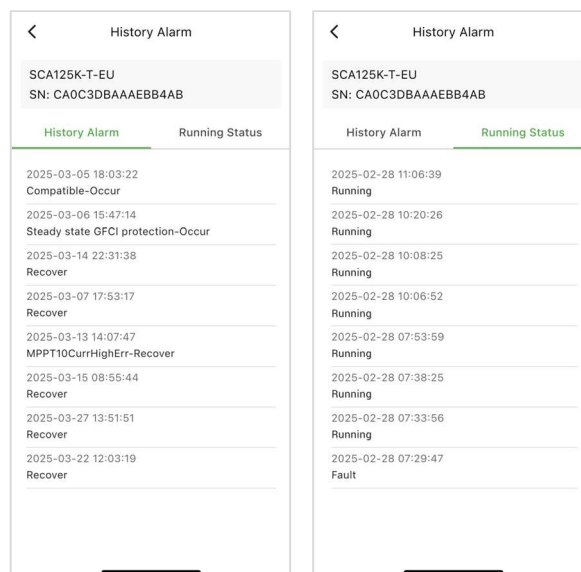 History Alarm
SCA125K-T-EU
SN: CA0C3DBAAAEBB4AB
History Alarm
Running Status
2025-03-05 18:03:22
Compatible-Occur
2025-03-06 15:47:14
Steady state GFCI protection-Occur
2025-03-14 22:31:38
Recover
2025-03-07 17:53:17
Recover
2025-03-13 14:07:47
MPPT10CurrHighErr-Recover
2025-03-15 08:55:44
Recover
2025-03-27 13:51:51
Recover
2025-03-22 12:03:19
Recover
History Alarm
SCA125K-T-EU
SN: CA0C3DBAAAEBB4AB
History Alarm
Running Status
2025-02-28 11:06:39
Running
2025-02-28 10:20:26
Running
2025-02-28 10:08:25
Running
2025-02-28 10:06:52
Running
2025-02-28 07:53:59
Running
2025-02-28 07:38:25
Running
2025-02-28 07:33:56
Running
2025-02-28 07:29:47
Fault